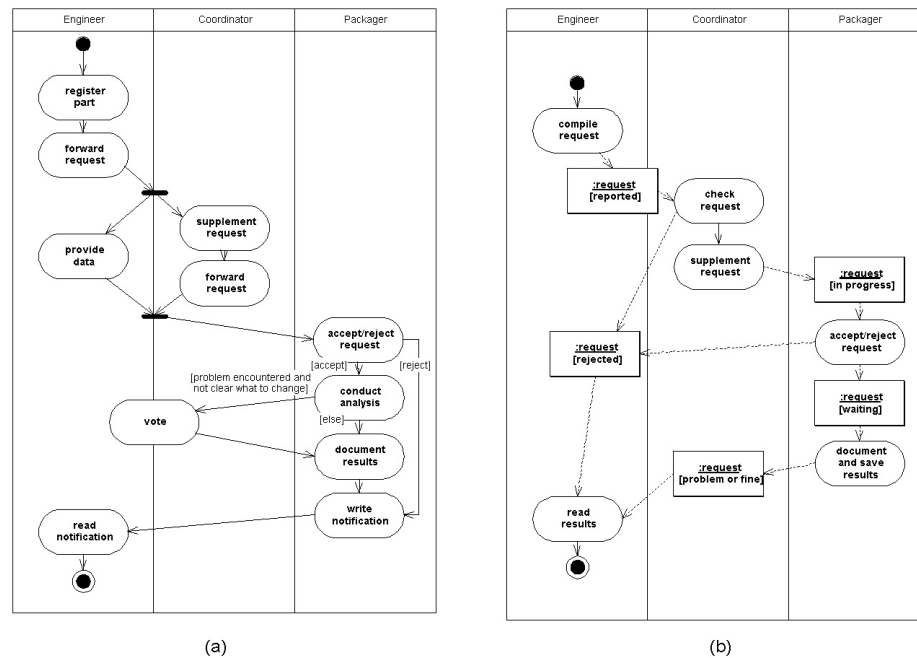 Engineer
Coordinator
Packager
register
part
forward
request
supplement
request
provide
data
forward
request
accept/reject
request
[accept]
[reject]
[problem encountered and
not clear what to change]
conduct
analysis
[else]
vote
document
results
write
notification
read
notification
(a)
Engineer
Coordinator
Packager
compile
request
:request
[reported]
check
request
supplement
request
:request
[in progress]
:request
[rejected]
accept/reject
request
:request
[waiting]
document
and save
results
:request
[problem or fine]
read
results
(b)